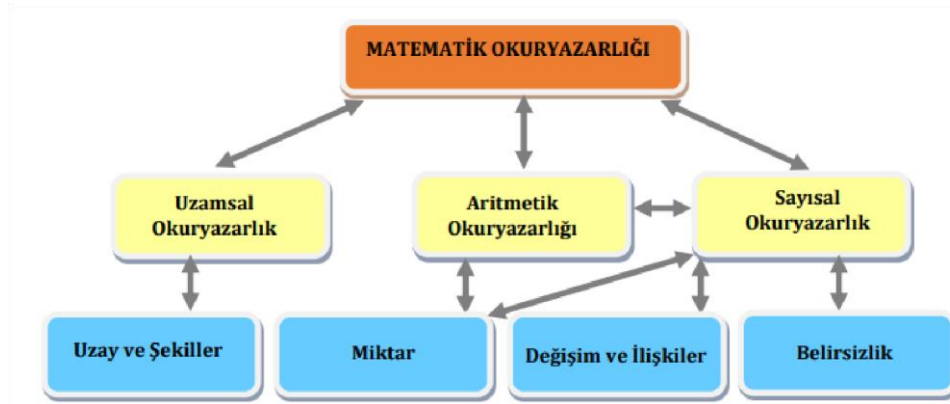 MATEMATİK OKURYAZARLIĞI
Uzamsal
Okuryazarlık
Aritmetik
Okuryazarlığı
Sayısal
Okuryazarlık
Uzay ve Şekiller
Miktar
Değişim ve İlişkiler
Belirsizlik